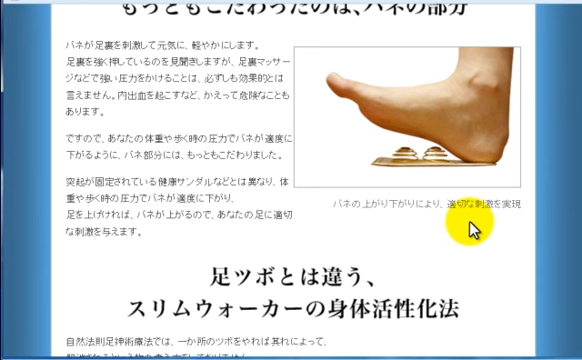 もっともこだわったのは、バネの部分
バネが足裏を刺激して元気に、軽やかにします。
足裏を強く押しているのを見聞きしますが、足裏マッサー
ジなどで強い圧力をかけることは、必ずしも効果的とは
言えません。内出血を起こすなど、かえって危険なことも
あります。
ですので、あなたの体重や歩く時の圧力でバネが適度に
下がるように、バネ部分には、もっともこだわりました。
突起が固定されている健康サンダルなどとは異なり、体
重や歩く時の圧力でバネが適度に下がり、
足を上げければ、バネが上がるので、あなたの足に適切
な刺激を与えます。
バネの上がり下がりにより、適切な刺激を実現
足ツボとは違う、
スリムウォーカーの身体活性化法
自然法則足神術療法では、一か所のツボをやれば其れによって、